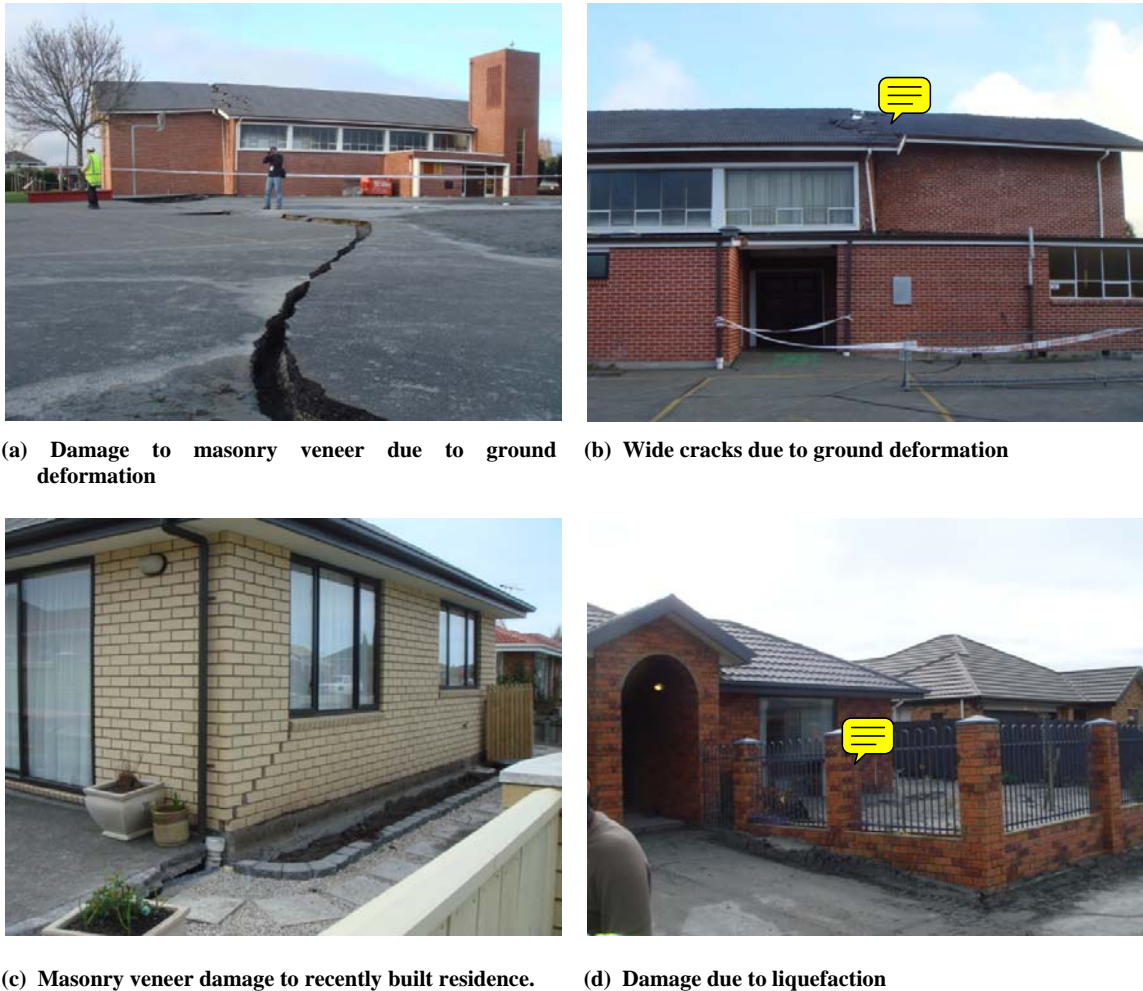 (a) Damage to masonry veneer due to ground
deformation
(b) Wide cracks due to ground deformation
(c) Masonry veneer damage to recently built residence.
(d) Damage due to liquefaction